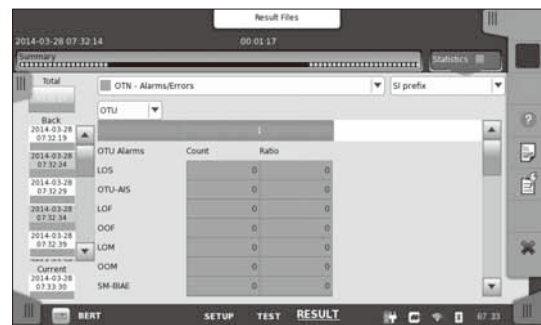 Result Files
2014-03-28 07 32 14 00 01 17
Summary
Statistics
Total
OTN - Alarms/Errors
SI prefix
OTU
Back
2014-03-28
07 32 19
1
2014-03-28
07 32 24
OTU Alarms Count Ratio
LOS 0 0
2014-03-28
07 32 29
OTU-AIS 0 0
2014-03-28
07 32 34
LOF 0 0
OOF 0 0
2014-03-28
07 32 39
LOM 0 0
Current
OOM 0 0
2014-03-28
07 33 30
SM-BIAE 0 0
BERT SETUP TEST RESULT 67 33